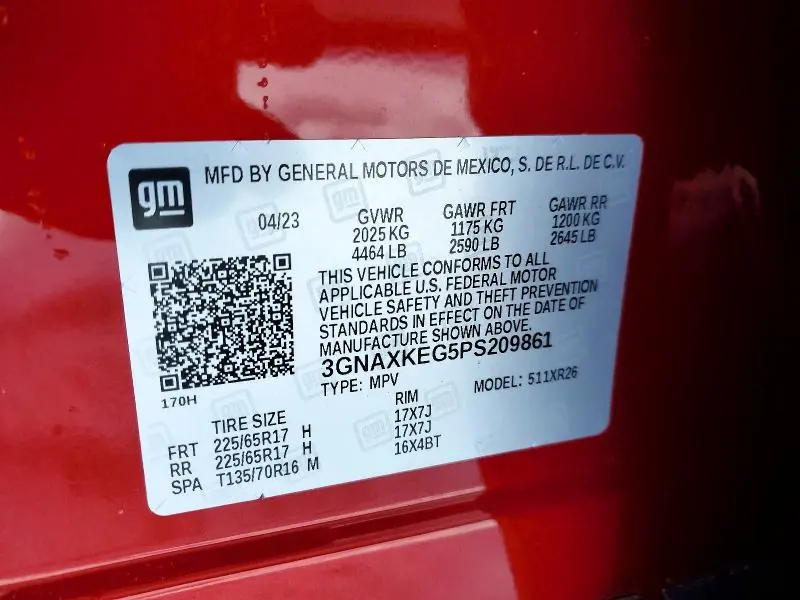 gm
MFD BY GENERAL MOTORS DE MEXICO, S. DE R.L. DE C.V.
04/23 GVWR GAWR FRT GAWR RR
2025 KG 1175 KG 1200 KG
4464 LB 2590 LB 2645 LB
THIS VEHICLE CONFORMS TO ALL
APPLICABLE U.S. FEDERAL MOTOR
VEHICLE SAFETY AND THEFT PREVENTION
STANDARDS IN EFFECT ON THE DATE OF
MANUFACTURE SHOWN ABOVE.
3GNAXKEG5PS209861
TYPE: MPV MODEL: 511XR26
170H
TIRE SIZE RIM
FRT 225/65R17 H 17X7J
RR 225/65R17 H 17X7J
SPA T135/70R16 M 16X4BT